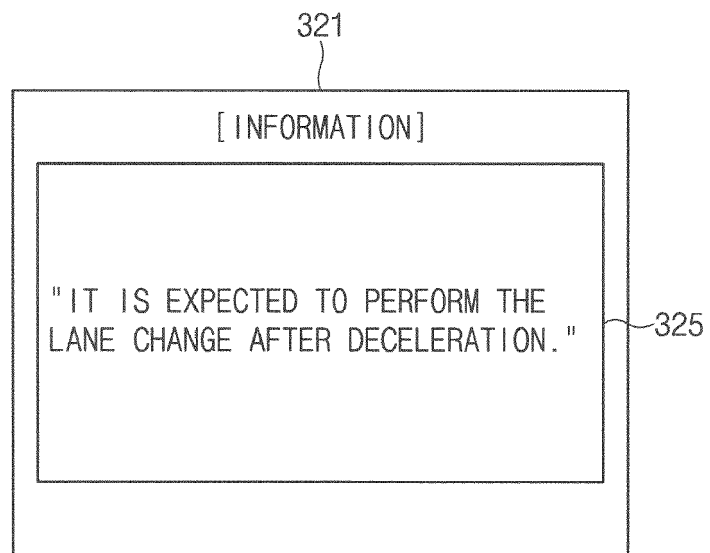 321
[INFORMATION]
"IT IS EXPECTED TO PERFORM THE
LANE CHANGE AFTER DECELERATION."
325